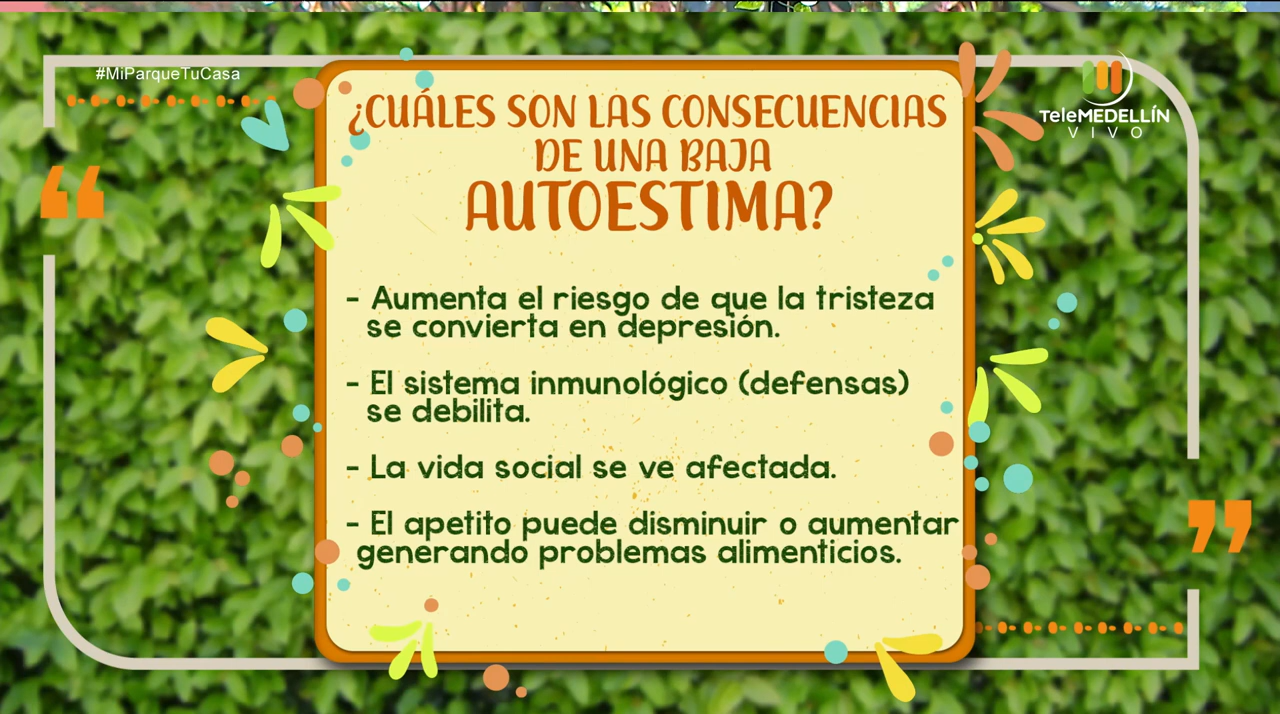 #MiParqueTuCasa
TeleMEDELLÍN
VIVO
“
¿CUÁLES SON LAS CONSECUENCIAS
DE UNA BAJA
AUTOESTIMA?
- Aumenta el riesgo de que la tristeza
se convierta en depresión.
- El sistema inmunológico (defensas)
se debilita.
- La vida social se ve afectada.
- El apetito puede disminuir o aumentar
generando problemas alimenticios.
”